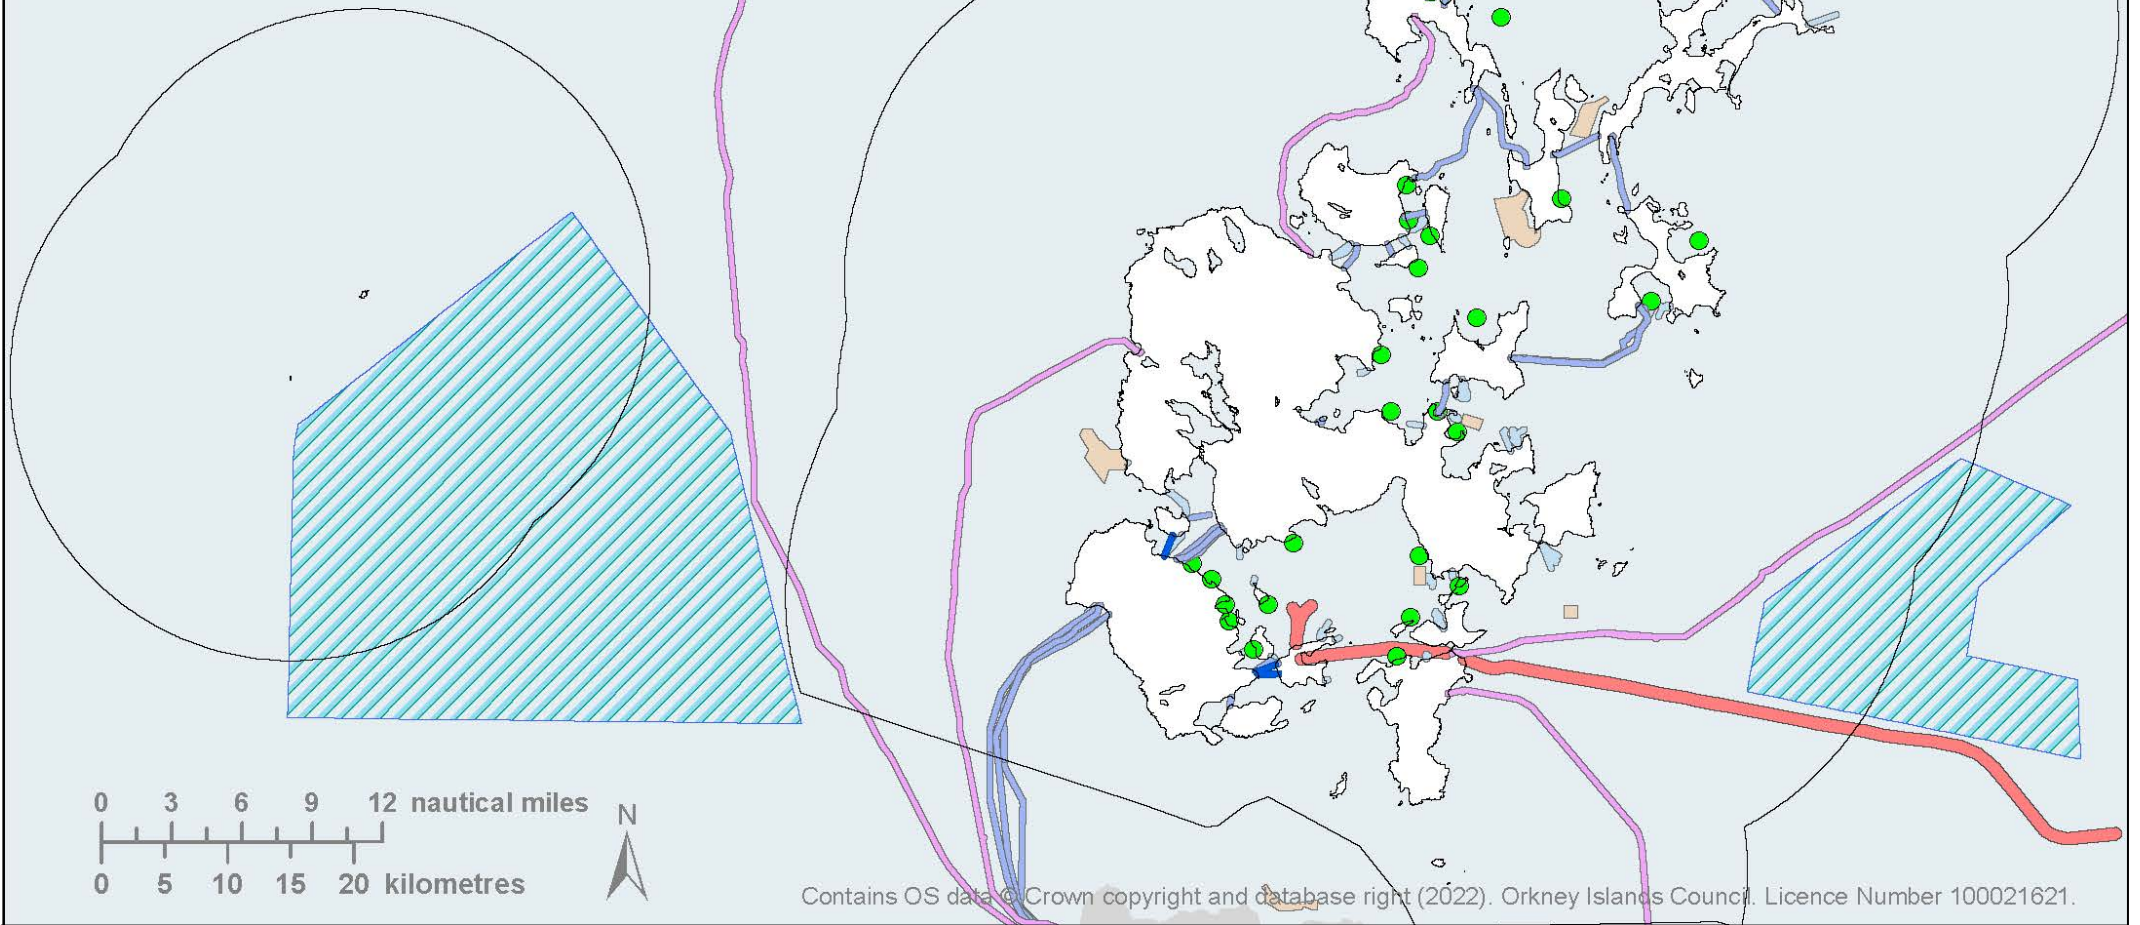 0 3 6 9 12 nautical miles
N
0 5 10 15 20 kilometres
Contains OS data © Crown copyright and database right (2022). Orkney Islands Council. Licence Number 100021621.